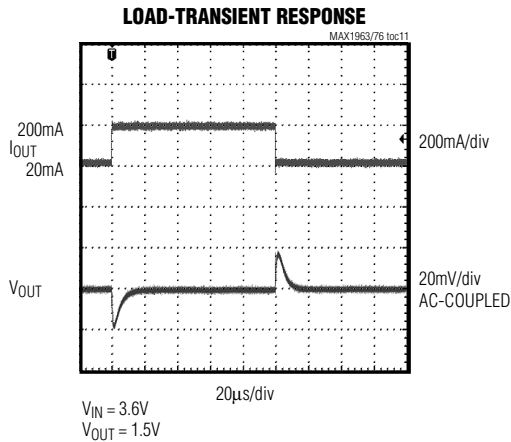 LOAD-TRANSIENT RESPONSE
MAX1963/76 toc11
T
200mA
IOUT
20mA
200mA/div
VOUT
20mV/div
AC-COUPLED
20μs/div
VIN = 3.6V
VOUT = 1.5V